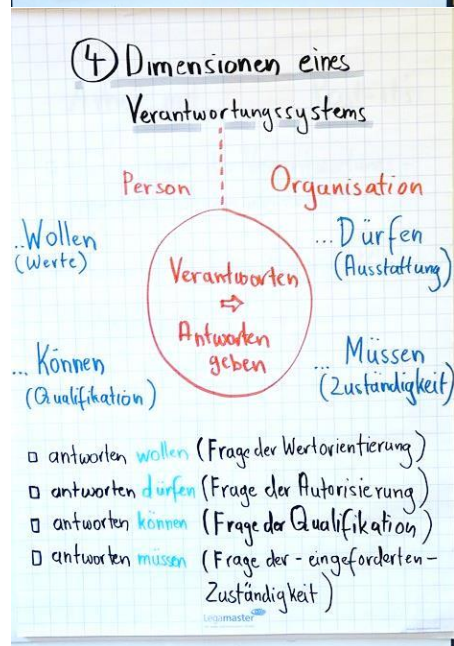 ④ Dimensionen eines
Verantwortungssystems
Person Organisation
...Wollen
(Werte)
...Dürfen
(Ausstattung)
Verantworten
⇨
Antworten
geben
... Können
(Qualifikation)
... Müssen
(Zuständigkeit)
□ antworten wollen (Frage der Wertorientierung)
□ antworten dürfen (Frage der Autorisierung)
□ antworten können (Frage der Qualifikation)
□ antworten müssen (Frage der - eingeforderten -
Zuständigkeit)
Legamaster